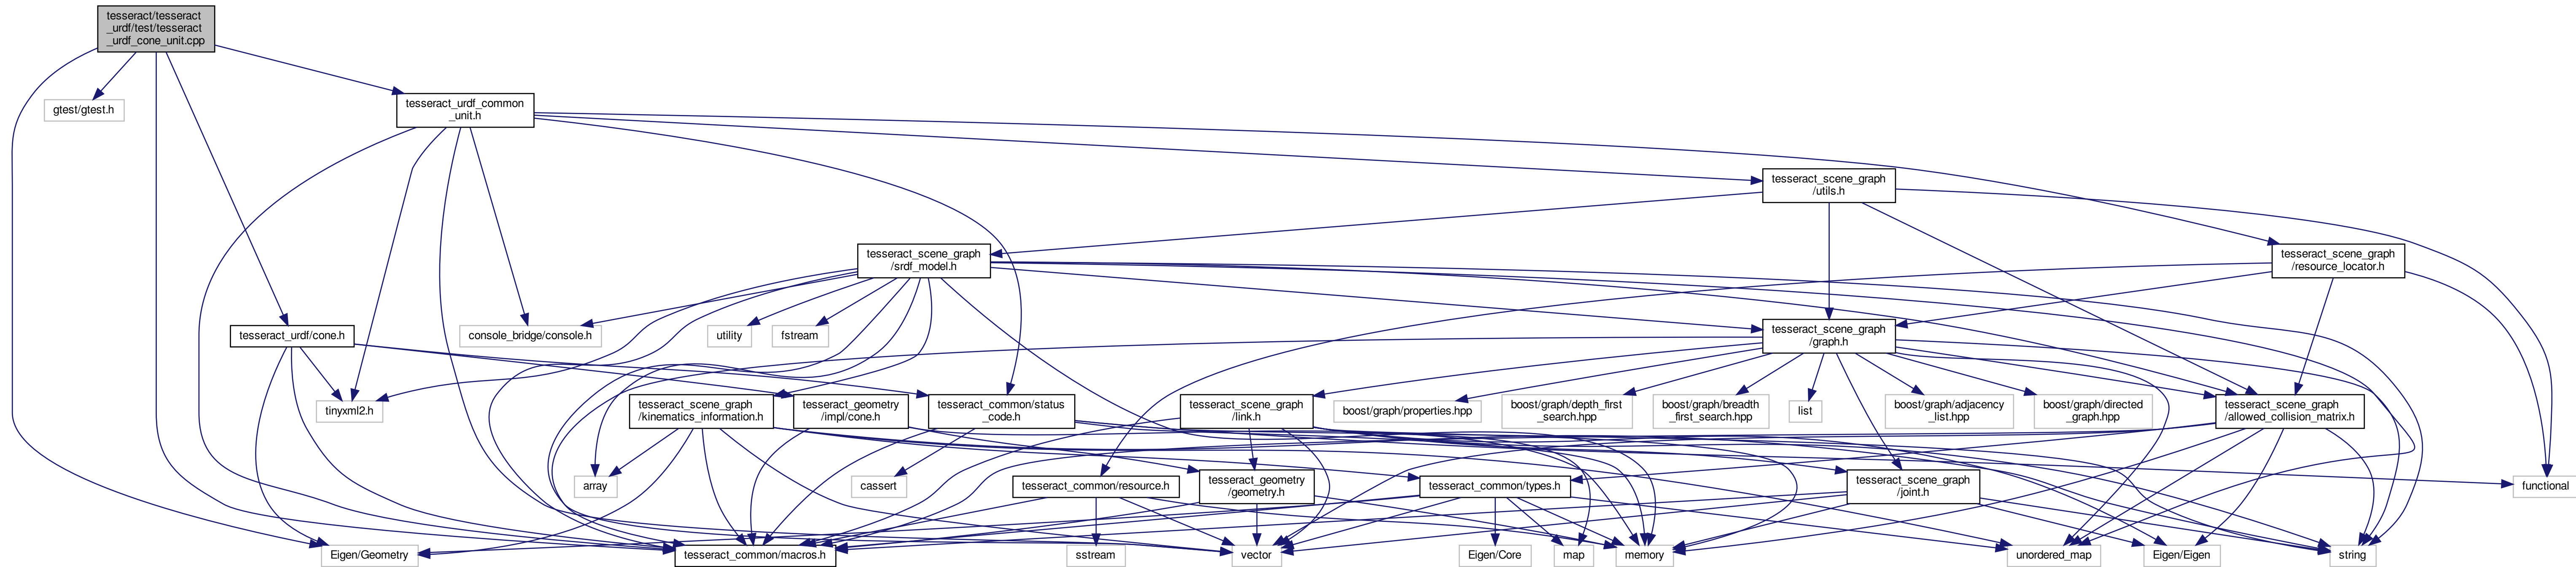 tesseract/tesseract
_urdf/test/tesseract
_urdf_cone_unit.cpp
gtest/gtest.h
tesseract_urdf_common
_unit.h
tesseract_scene_graph
/utils.h
tesseract_scene_graph
/srdf_model.h
tesseract_scene_graph
/resource_locator.h
tesseract_urdf/cone.h
console_bridge/console.h
utility
fstream
tesseract_scene_graph
/graph.h
tinyxml2.h
tesseract_scene_graph
/kinematics_information.h
tesseract_geometry
/impl/cone.h
tesseract_common/status
_code.h
tesseract_scene_graph
/link.h
boost/graph/properties.hpp
boost/graph/depth_first
_search.hpp
boost/graph/breadth
_first_search.hpp
list
boost/graph/adjacency
_list.hpp
boost/graph/directed
_graph.hpp
tesseract_scene_graph
/allowed_collision_matrix.h
array
cassert
tesseract_common/resource.h
tesseract_geometry
/geometry.h
tesseract_common/types.h
tesseract_scene_graph
/joint.h
functional
Eigen/Geometry
tesseract_common/macros.h
sstream
vector
Eigen/Core
map
memory
unordered_map
Eigen/Eigen
string